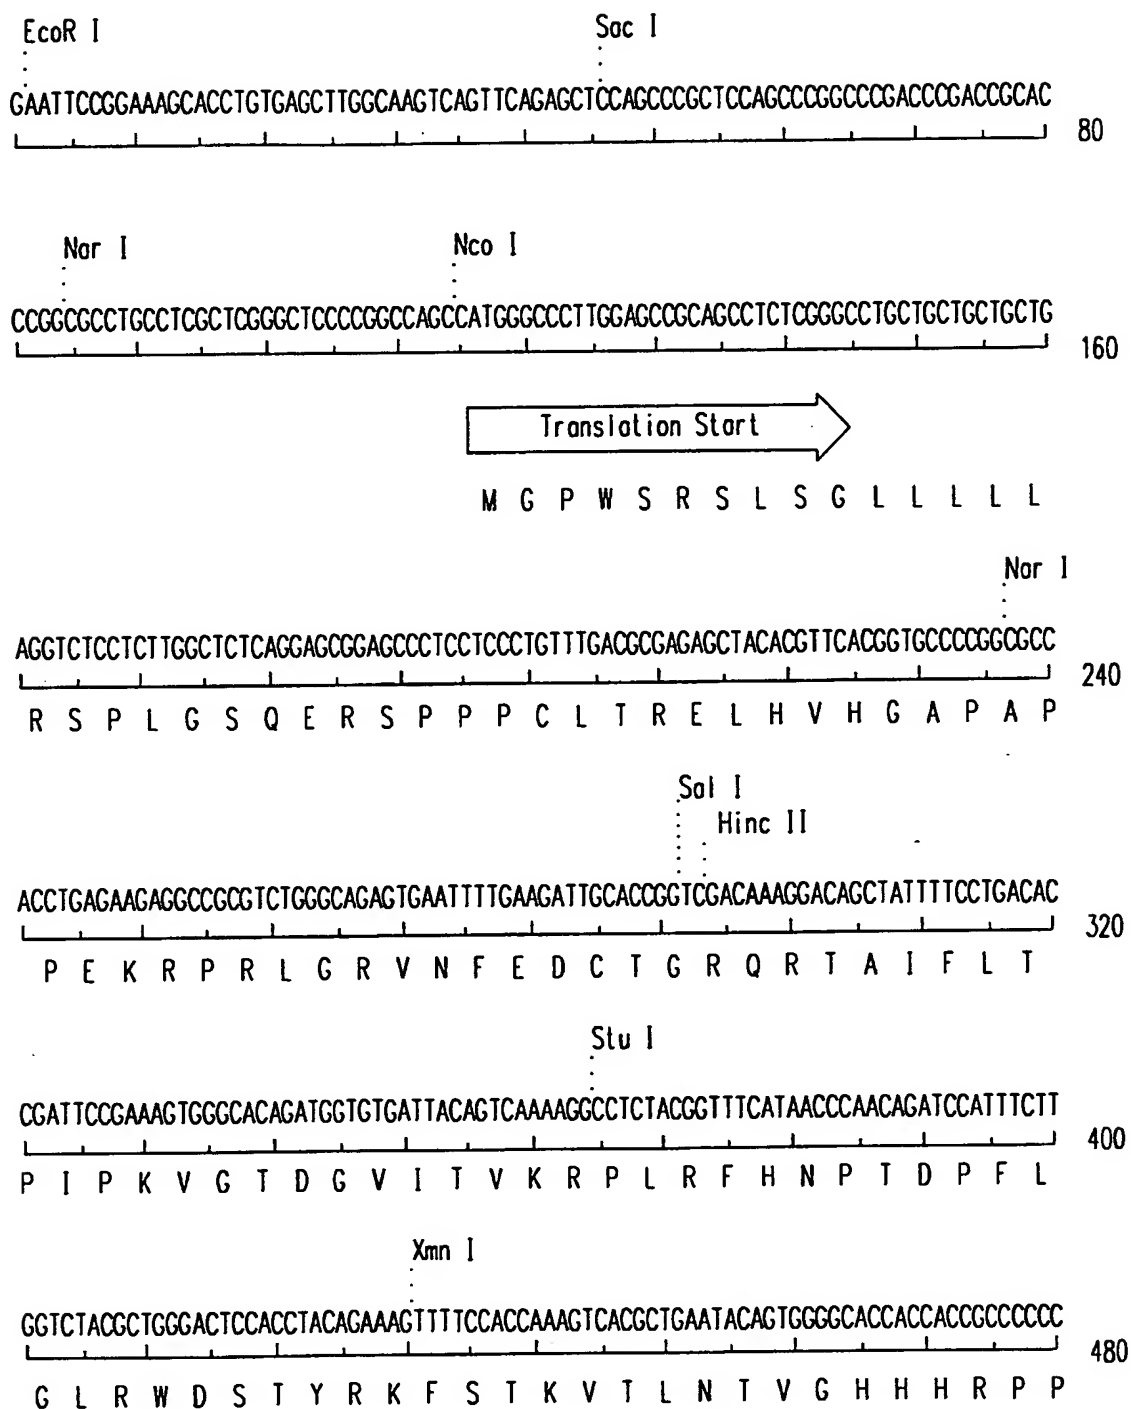 EcoR I Sac I
GAATTCCGGAAAGCACCTGTGAGCTTGGCAAGTCAGTTCAGAGCTCCAGCCCGCTCCAGCCCGGCCCGACCCGACCGCAC
80
Nar I Nco I
CCGGCGCCTGCCTCGCTCGGGCTCCCCGGCCAGCCATGGGCCCTTGGAGCCGCAGCCTCTCGGGCCTGCTGCTGCTGCTG
160
Translation Start
M G P W S R S L S G L L L L L
Nar I
AGGTCTCCTCTTGGCTCTCAGGAGCGGAGCCCCTCCTCCCTGTTTGACGCGAGAGCTACACGTTCACGGTGCCCCGGCGCC
240
R S P L G S Q E R S P P P C L T R E L H V H G A P A P
Sal I
Hinc II
ACCTGAGAAGAGGCCGCGTCTGGGCAGAGTGAATTTTGAAGATTGCACCGGTCGACAAAGGACAGCTATTTTCCTGACAC
320
P E K R P R L G R V N F E D C T G R Q R T A I F L T
Stu I
CGATTCCGAAAGTGGGCACAGATGGTGTGATTACAGTCAAAAGGCCTCTACGGTTTCATAACCCAACAGATCCATTTCTT
400
P I P K V G T D G V I T V K R P L R F H N P T D P F L
Xmn I
GGTCTACGCTGGGACTCCACCTACAGAAAGTTTTCCACCAAAGTCACGCTGAATACAGTGGGGCACCACCACCGCCCCCC
480
G L R W D S T Y R K F S T K V T L N T V G H H H R P P